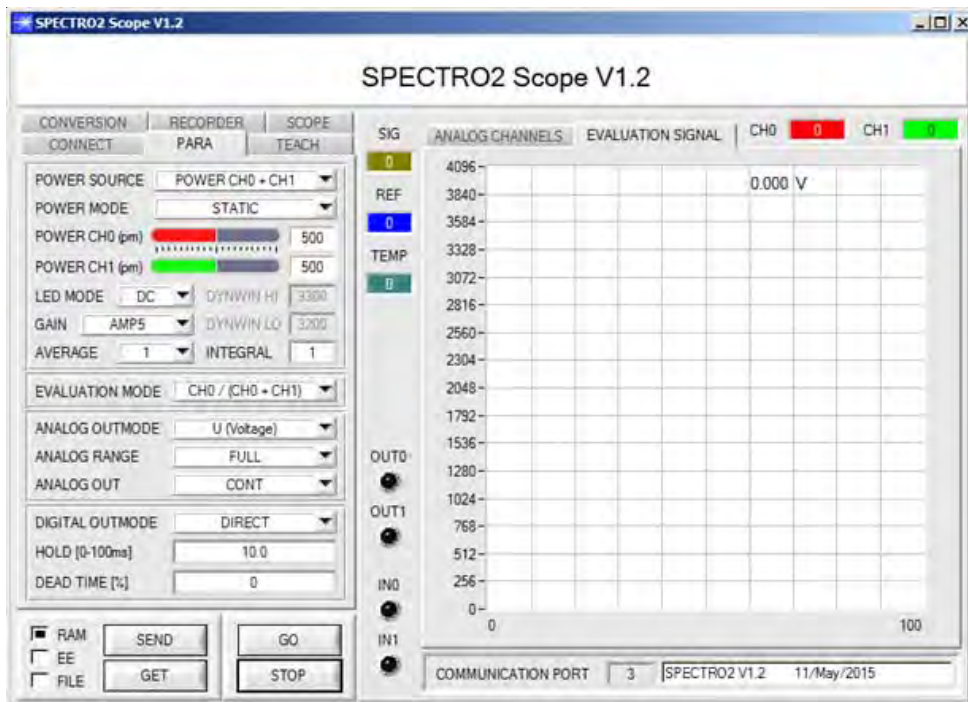 SPECTRO2 Scope V1.2
SPECTRO2 Scope V1.2
CONVERSION RECORDER SCOPE
CONNECT PARA TEACH
POWER SOURCE POWER CH0 + CH1
POWER MODE STATIC
POWER CH0 (pm) 500
POWER CH1 (pm) 500
LED MODE DC DYNWIN HI 3300
GAIN AMP5 DYNWIN LO 3200
AVERAGE 1 INTEGRAL 1
EVALUATION MODE CH0 / (CH0 + CH1)
ANALOG OUTMODE U (Voltage)
ANALOG RANGE FULL
ANALOG OUT CONT
DIGITAL OUTMODE DIRECT
HOLD [0-100ms] 10.0
DEAD TIME [%] 0
RAM
EE
FILE
SEND GO
GET STOP
SIG
0
REF
0
TEMP
0
OUT0
OUT1
IN0
IN1
ANALOG CHANNELS EVALUATION SIGNAL CH0 0 CH1 0
0.000 V
4096
3840
3584
3328
3072
2816
2560
2304
2048
1792
1536
1280
1024
768
512
256
0
0 100
COMMUNICATION PORT 3 SPECTRO2 V1.2 11/May/2015